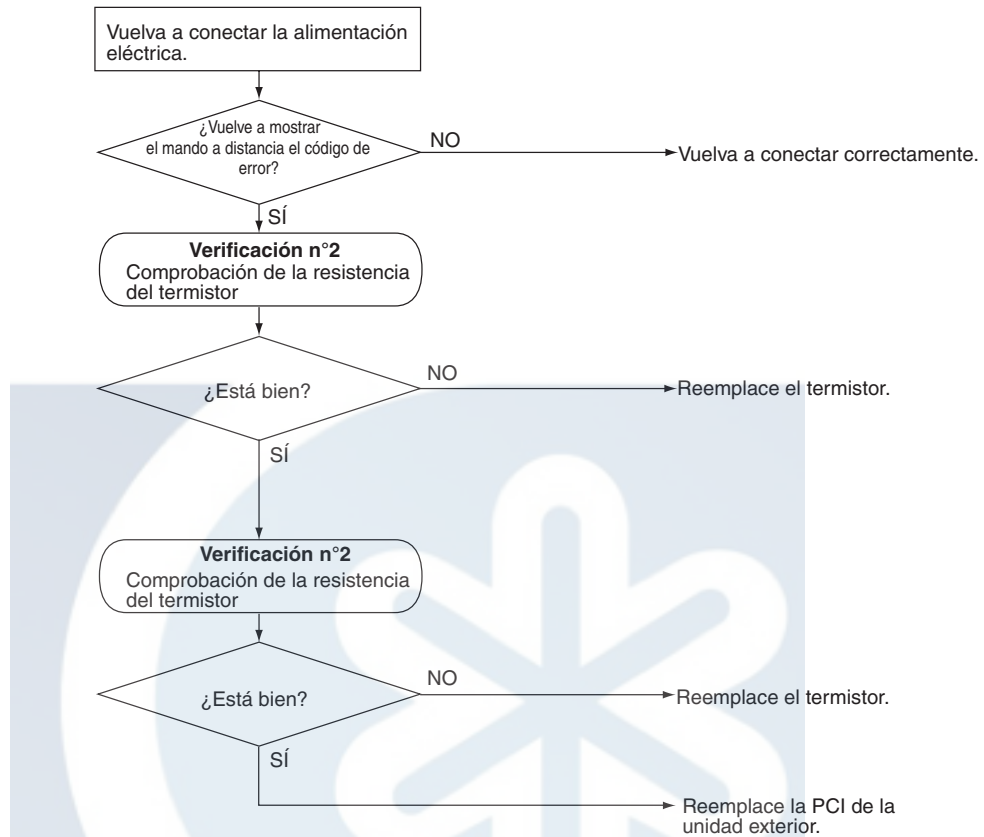 Vuelva a conectar la alimentación
eléctrica.
¿Vuelve a mostrar
el mando a distancia el código de
error?
NO
Vuelva a conectar correctamente.
SÍ
Verificación n°2
Comprobación de la resistencia
del termistor
¿Está bien?
NO
Reemplace el termistor.
SÍ
Verificación n°2
Comprobación de la resistencia
del termistor
¿Está bien?
NO
Reemplace el termistor.
SÍ
Reemplace la PCI de la
unidad exterior.